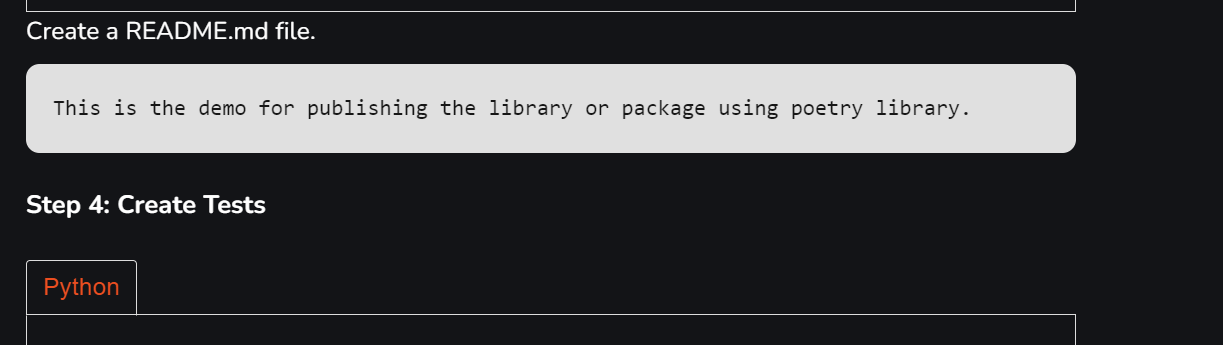 Create a README.md file.
This is the demo for publishing the library or package using poetry library.
Step 4: Create Tests
Python